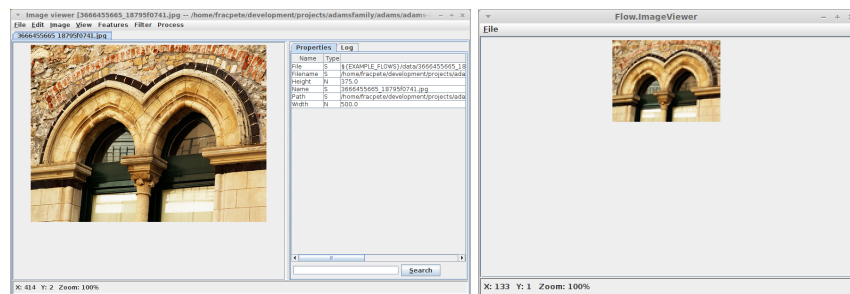 Image viewer [3666455665_18795f0741.jpg -- /home/fracpete/development/projects/adamsfamily/adams/adams-
File Edit Image View Features Filter Process
3666455665_18795f0741.jpg
Properties Log
Name Type
File S ${EXAMPLE_FLOWS}/data/3666455665_18
Filename S /home/fracpete/development/projects/ada
Height N 375.0
Name S 3666455665_18795f0741.jpg
Path S /home/fracpete/development/projects/ada
Width N 500.0
Search
X: 414 Y: 2 Zoom: 100%
Flow.ImageViewer
File
X: 133 Y: 1 Zoom: 100%